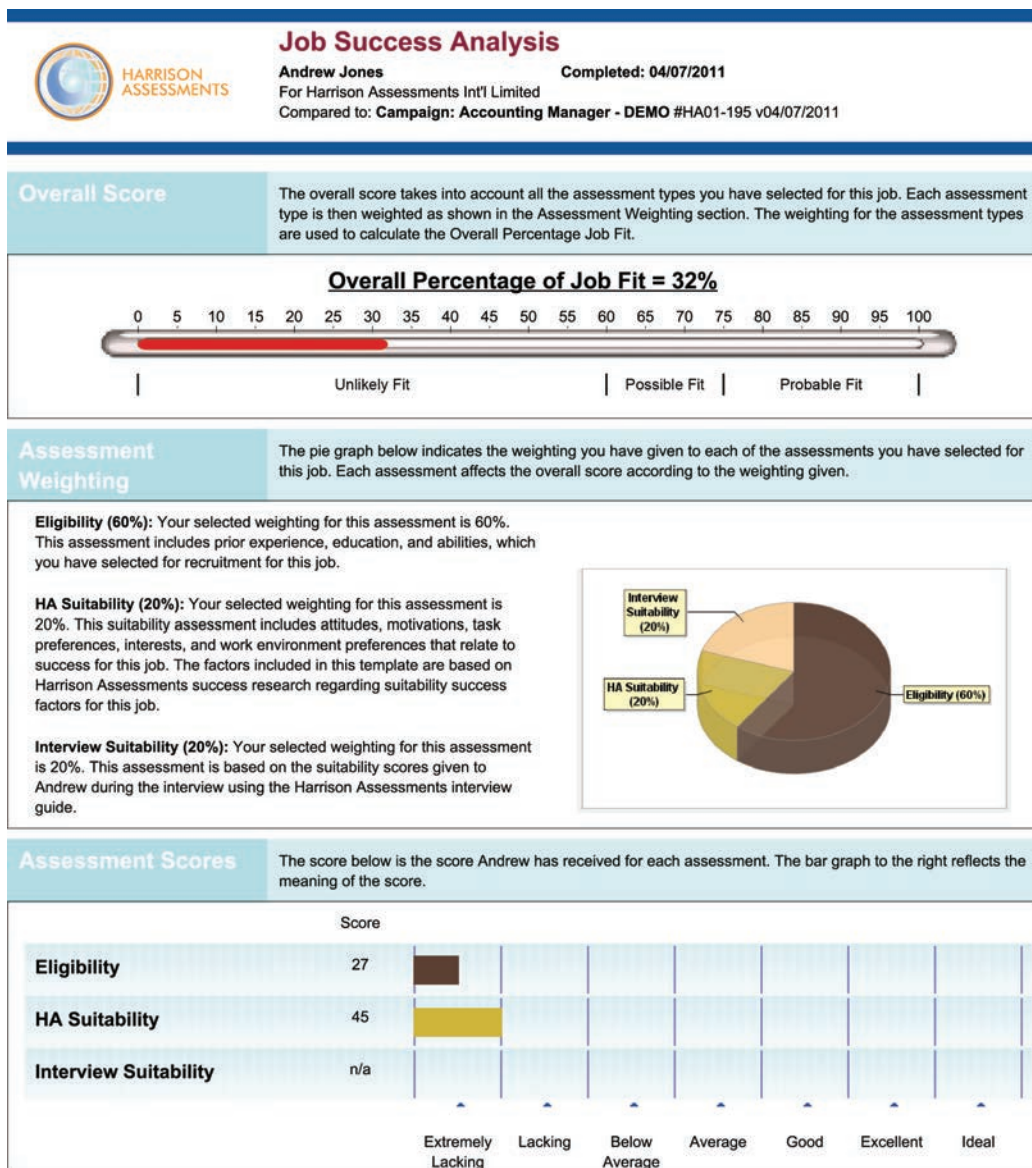 HARRISON
ASSESSMENTS
Job Success Analysis
Andrew Jones Completed: 04/07/2011
For Harrison Assessments Int'l Limited
Compared to: Campaign: Accounting Manager - DEMO #HA01-195 v04/07/2011
Overall Score
The overall score takes into account all the assessment types you have selected for this job. Each assessment
type is then weighted as shown in the Assessment Weighting section. The weighting for the assessment types
are used to calculate the Overall Percentage Job Fit.
Overall Percentage of Job Fit = 32%
0 5 10 15 20 25 30 35 40 45 50 55 60 65 70 75 80 85 90 95 100
Unlikely Fit Possible Fit Probable Fit
Assessment
Weighting
The pie graph below indicates the weighting you have given to each of the assessments you have selected for
this job. Each assessment affects the overall score according to the weighting given.
Eligibility (60%): Your selected weighting for this assessment is 60%.
This assessment includes prior experience, education, and abilities, which
you have selected for recruitment for this job.
HA Suitability (20%): Your selected weighting for this assessment is
20%. This suitability assessment includes attitudes, motivations, task
preferences, interests, and work environment preferences that relate to
success for this job. The factors included in this template are based on
Harrison Assessments success research regarding suitability success
factors for this job.
Interview Suitability (20%): Your selected weighting for this assessment
is 20%. This assessment is based on the suitability scores given to
Andrew during the interview using the Harrison Assessments interview
guide.
Interview
Suitability
(20%)
HA Suitability
(20%)
Eligibility (60%)
Assessment Scores
The score below is the score Andrew has received for each assessment. The bar graph to the right reflects the
meaning of the score.
Score
Eligibility 27
HA Suitability 45
Interview Suitability n/a
Extremely Lacking Below Average Good Excellent Ideal
Lacking Average